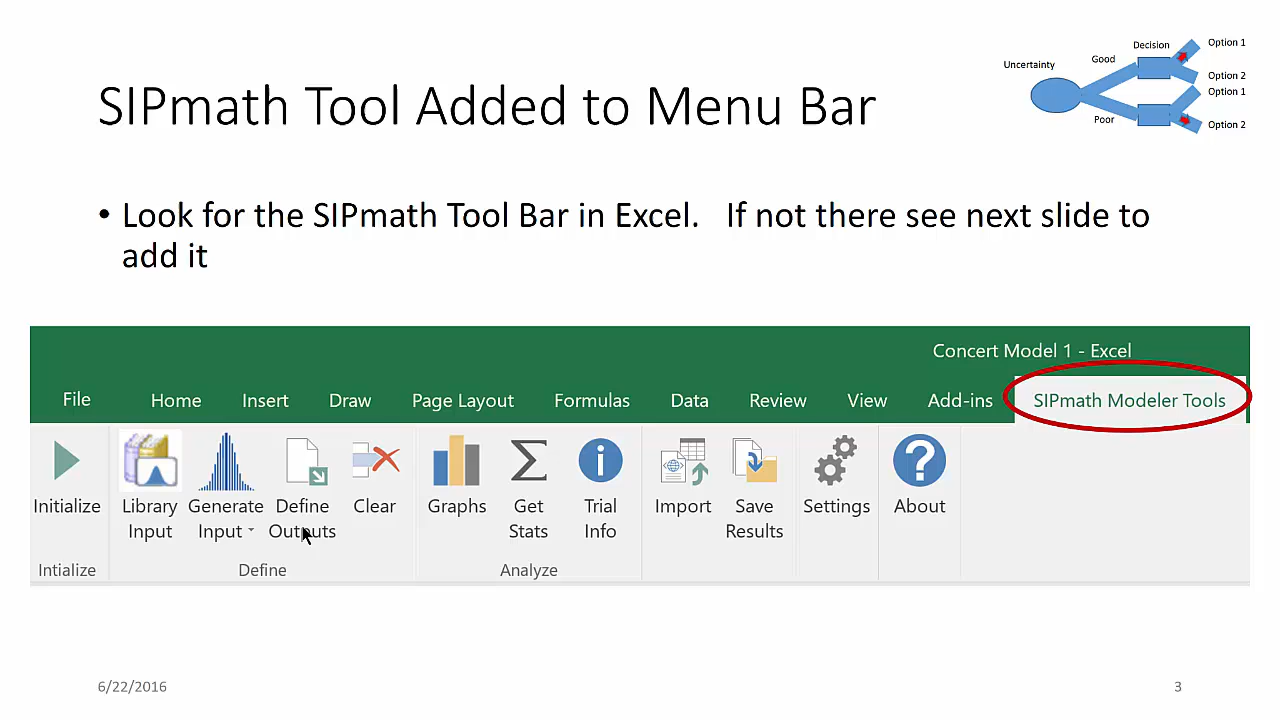 Uncertainty
Good
Decision
Option 1
Option 2
Option 1
Poor
Option 2
SIPmath Tool Added to Menu Bar
• Look for the SIPmath Tool Bar in Excel. If not there see next slide to
add it
Concert Model 1 - Excel
File Home Insert Draw Page Layout Formulas Data Review View Add-ins SIPmath Modeler Tools
Initialize Library Generate Define Clear Graphs Get Trial Import Save Settings About
Input Input Outputs Stats Info Results
Intialize Define Analyze
6/22/2016 3